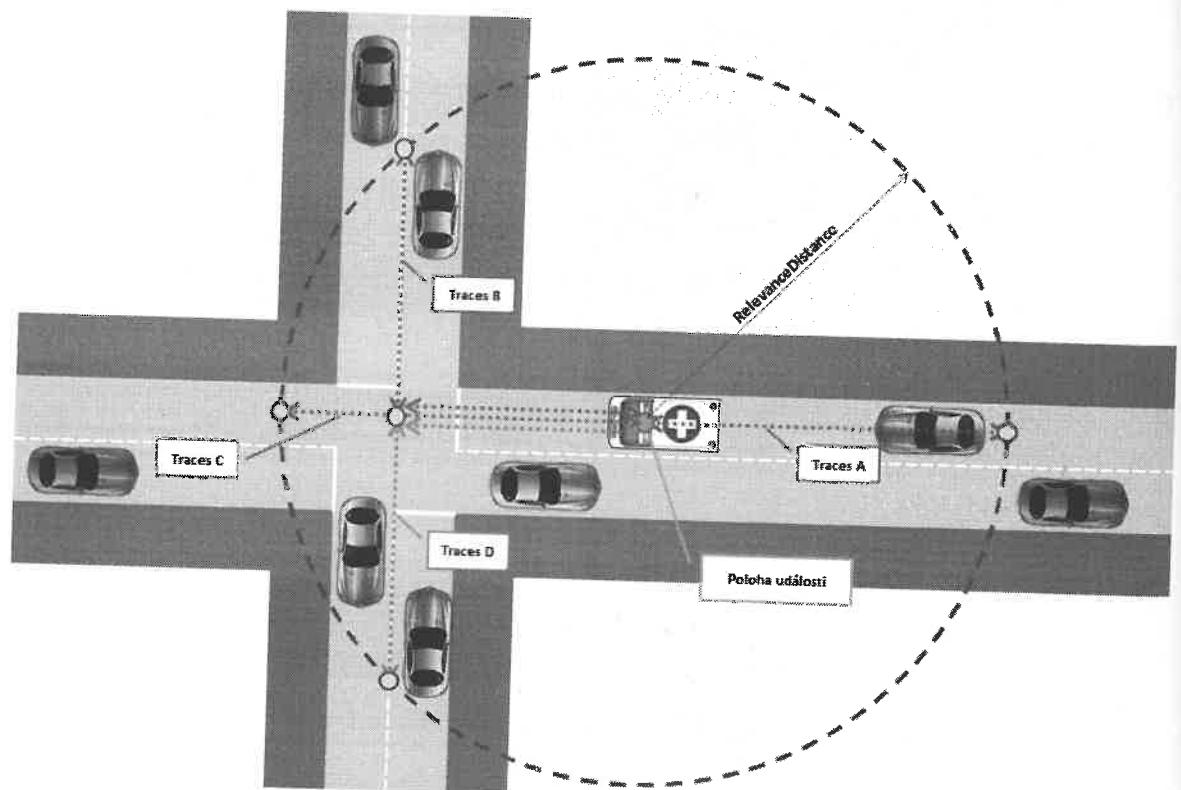 RelevanceDistance
Traces B
Traces C
Traces A
Traces D
Poloha události